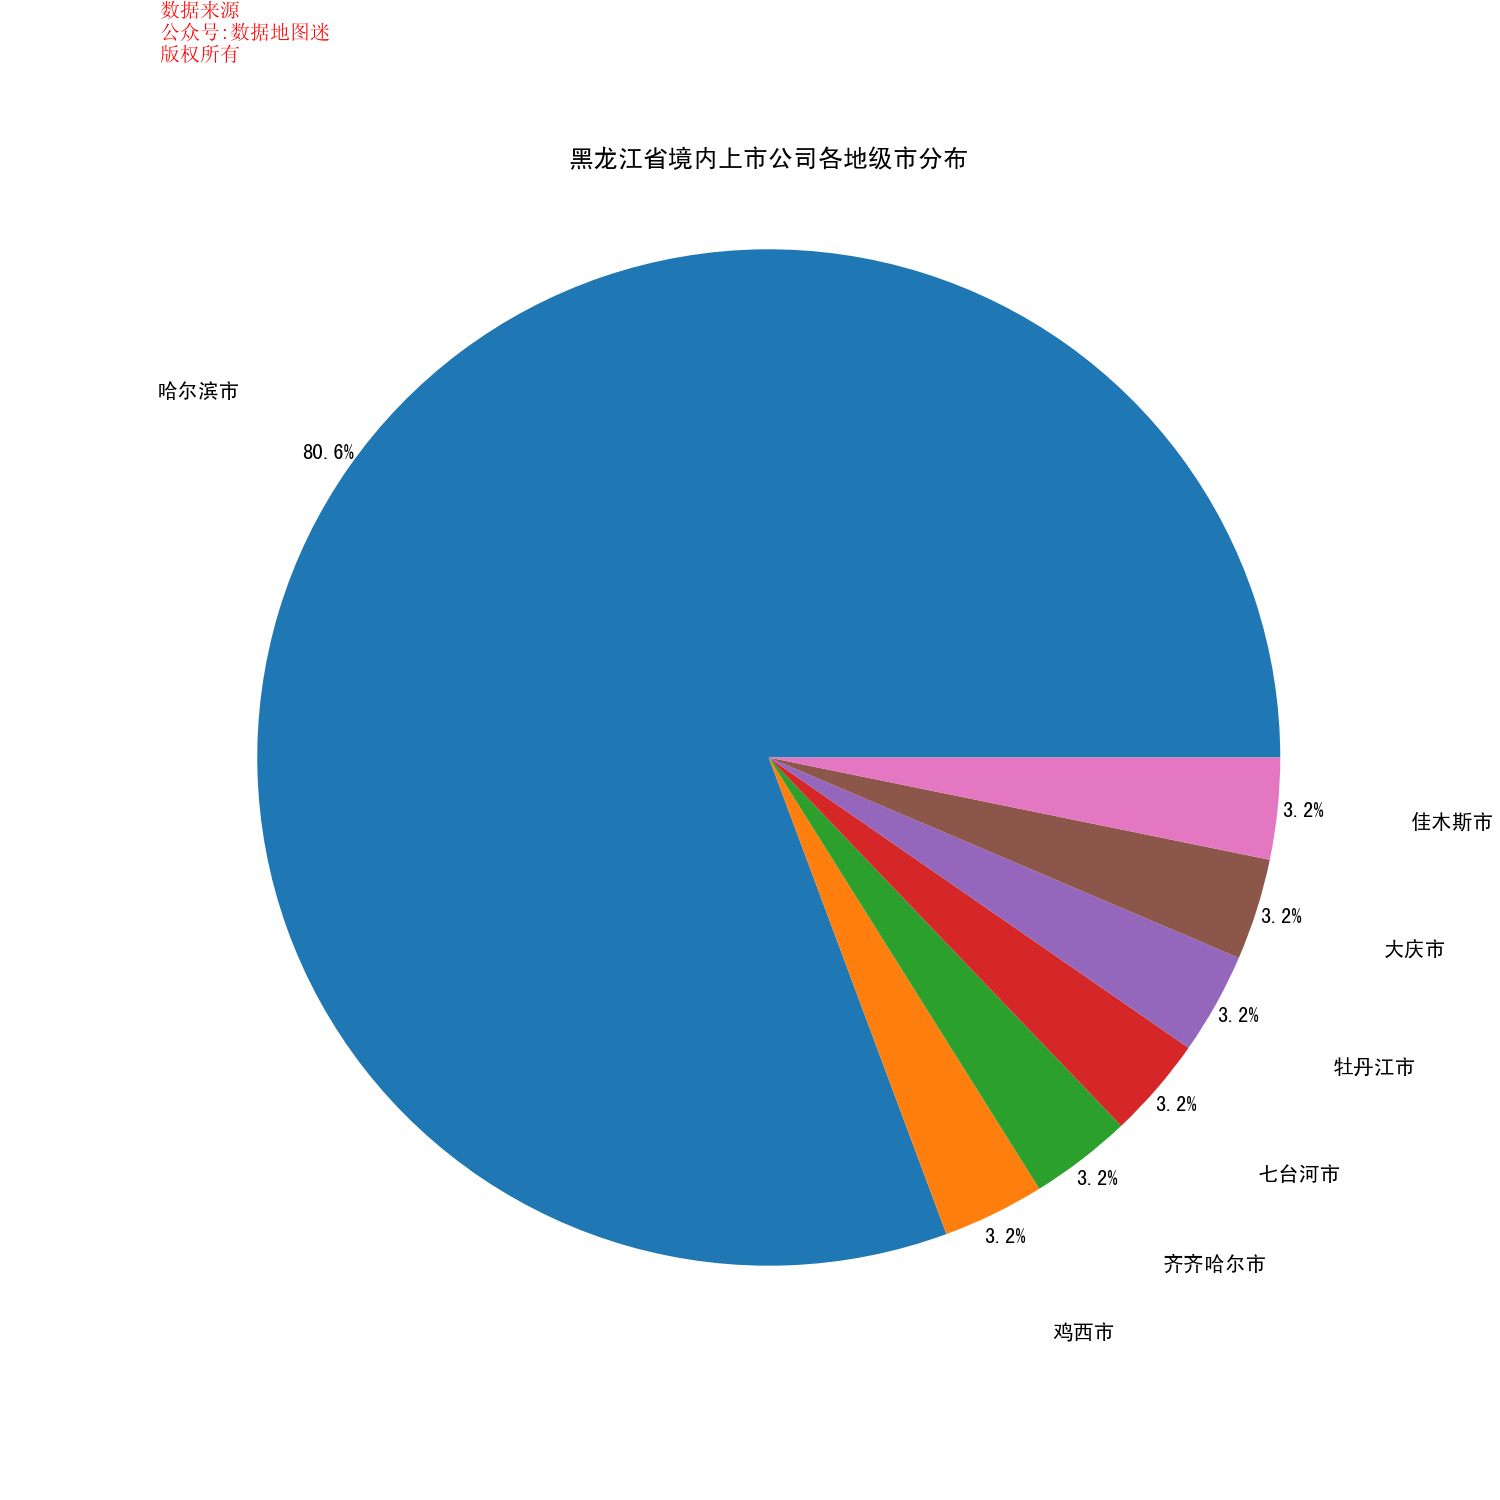 数据来源
公众号:数据地图迷
版权所有
黑龙江省境内上市公司各地级市分布
哈尔滨市
80.6%
3.2%
佳木斯市
3.2%
大庆市
3.2%
牡丹江市
3.2%
七台河市
3.2%
齐齐哈尔市
3.2%
鸡西市